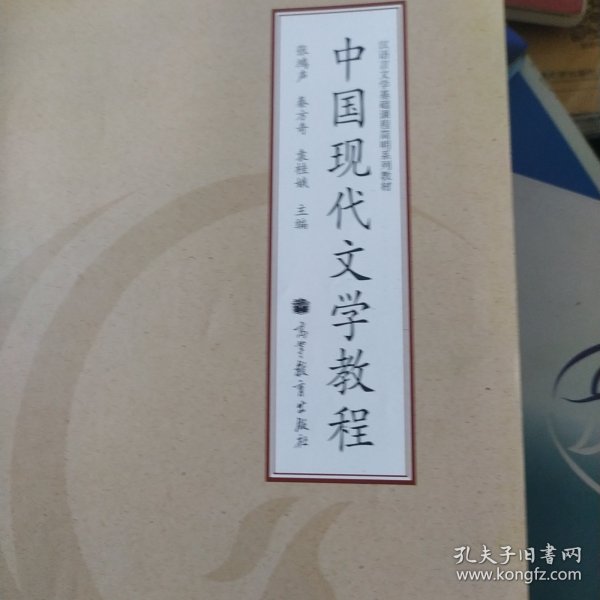 汉语言文学基础课程简明系列教材
中国现代文学教程
张鸿声 秦方奇 袁桂娥 主编
高等教育出版社
孔夫子旧书网
www.kongfz.com